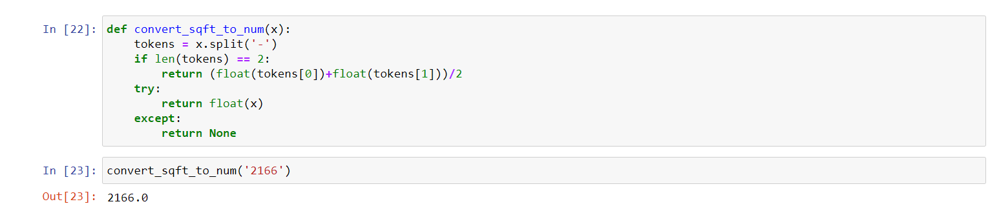 In [22]: def convert_sqft_to_num(x):
    tokens = x.split('-')
    if len(tokens) == 2:
        return (float(tokens[0])+float(tokens[1]))/2
    try:
        return float(x)
    except:
        return None
In [23]: convert_sqft_to_num('2166')
Out[23]: 2166.0